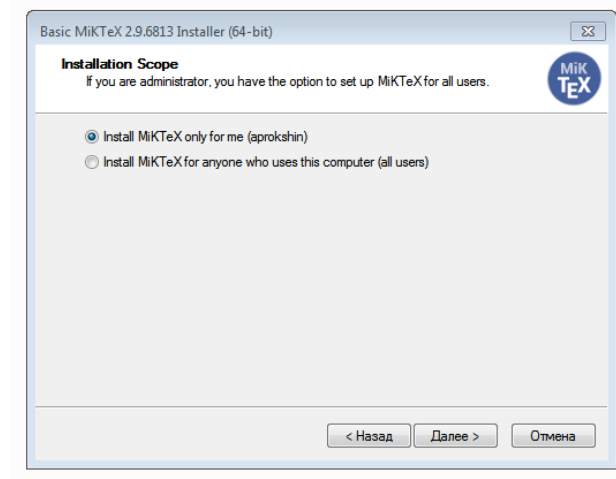 Basic MiKTeX 2.9.6813 Installer (64-bit)
Installation Scope
If you are administrator, you have the option to set up MiKTeX for all users.
MiK
TEX
Install MiKTeX only for me (aprokshin)
Install MiKTeX for anyone who uses this computer (all users)
< Назад
Далее >
Отмена